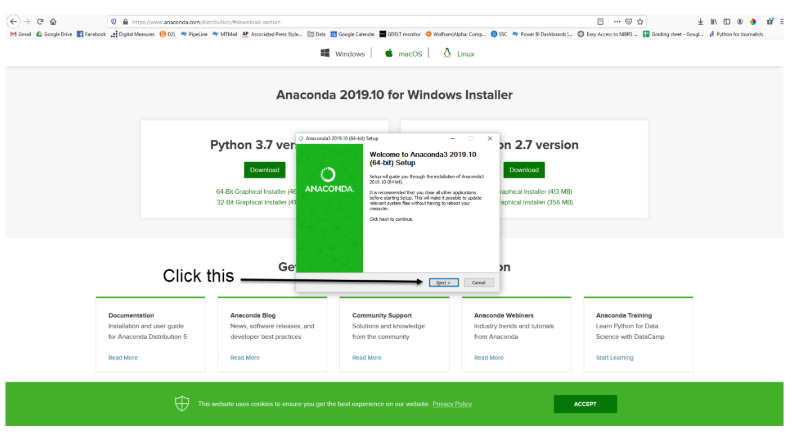 https://www.anaconda.com/distribution/#download-section
Gmail Google Drive Facebook Digital Measures D2L PipeLine MTMail Associated Press Style... Data Google Calendar GDELT monitor Wolfram|Alpha: Comp... SSC Power BI Dashboards |... Easy Access to NIBRS ... Grading sheet - Googl... Python for Journalists
Windows macOS Linux
Anaconda 2019.10 for Windows Installer
Python 3.7 ver
Download
64-Bit Graphical Installer (46
32-Bit Graphical Installer (41
on 2.7 version
Download
raphical Installer (413 MB)
raphical Installer (356 MB)
Anaconda3 2019.10 (64-bit) Setup
ANACONDA.
Welcome to Anaconda3 2019.10
(64-bit) Setup
Setup will guide you through the installation of Anaconda3
2019.10 (64-bit).
It is recommended that you close all other applications
before starting Setup. This will make it possible to update
relevant system files without having to reboot your
computer.
Click Next to continue.
Next > Cancel
Click this
Ge
on
Documentation
Installation and user guide
for Anaconda Distribution 5
Read More
Anaconda Blog
News, software releases, and
developer best practices
Read More
Community Support
Solutions and knowledge
from the community
Read More
Anaconda Webinars
Industry trends and tutorials
from Anaconda
Read More
Anaconda Training
Learn Python for Data
Science with DataCamp
Start Learning
This website uses cookies to ensure you get the best experience on our website. Privacy Policy
ACCEPT